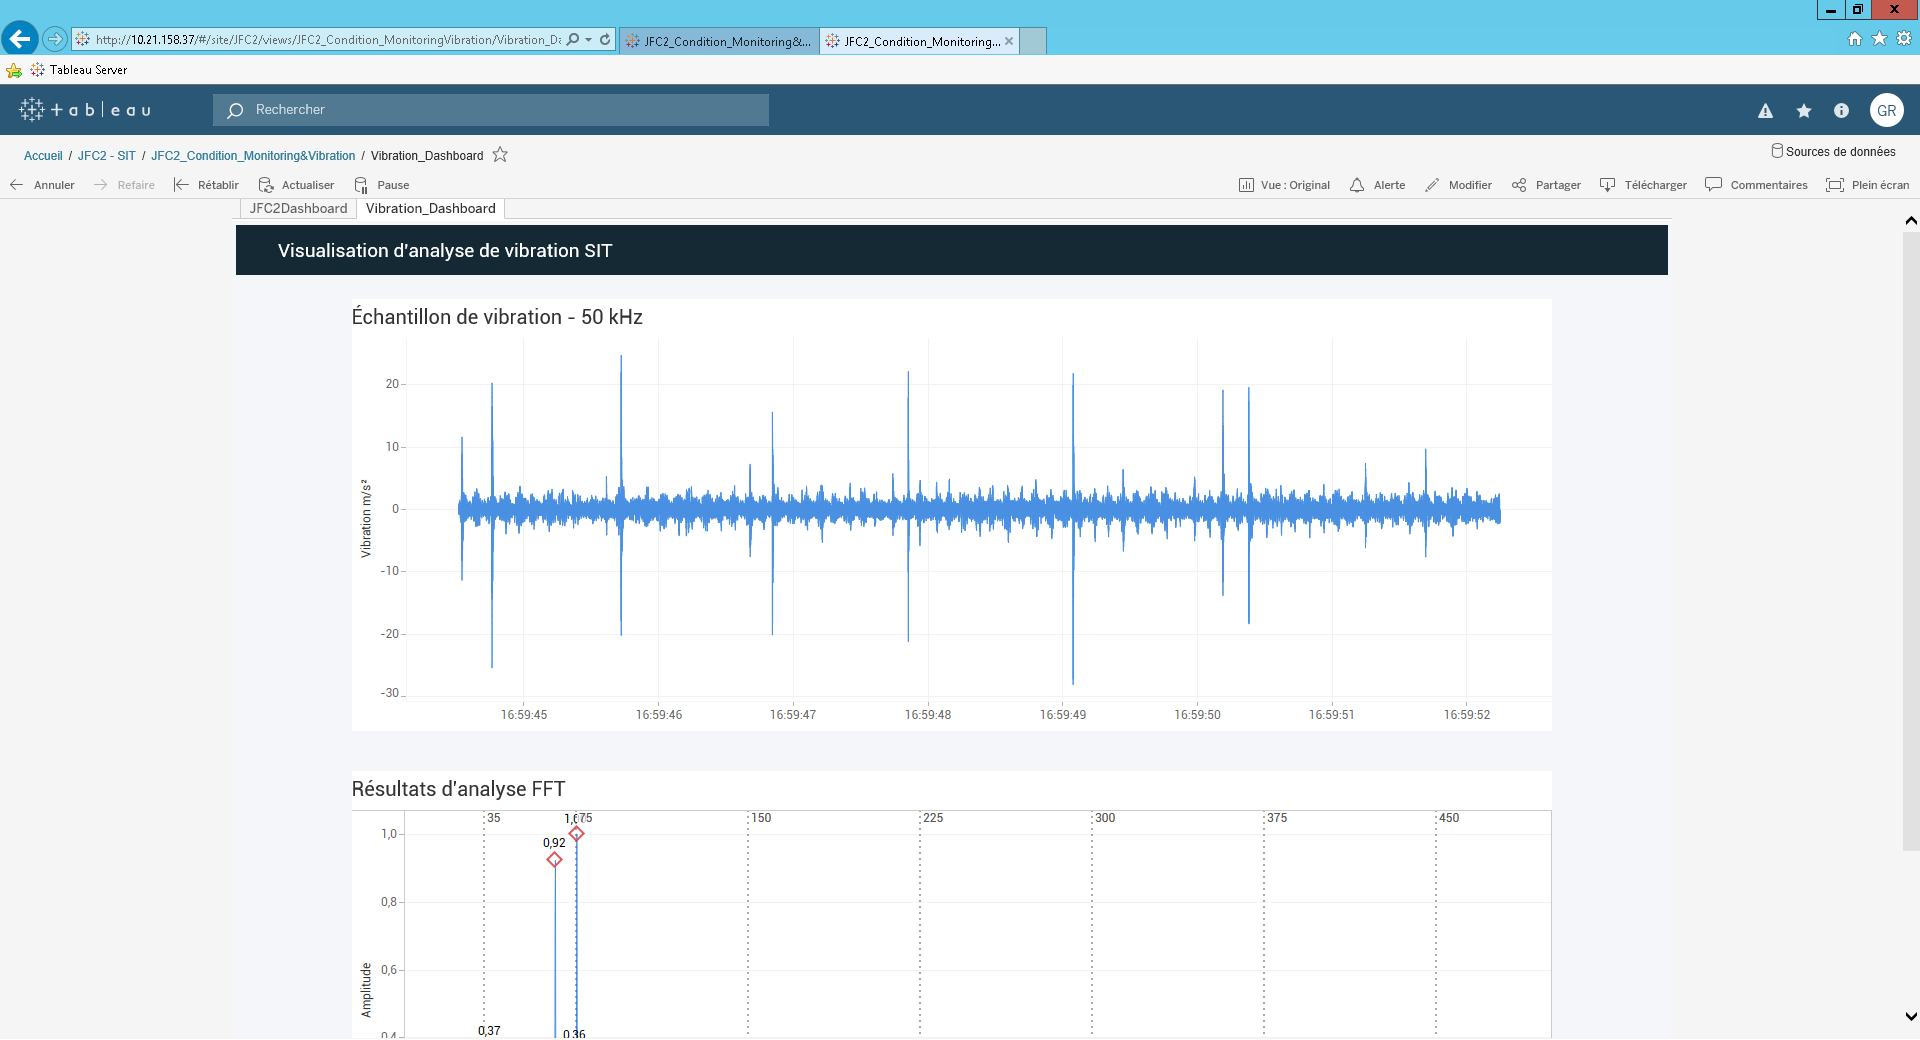 http://10.21.158.37/#/site/JFC2/views/JFC2_Condition_MonitoringVibration/Vibration_Da
JFC2_Condition_Monitoring&...
JFC2_Condition_Monitoring...
Tableau Server
+ a b | e a u
Rechercher
GR
Accueil / JFC2 - SIT / JFC2_Condition_Monitoring&Vibration / Vibration_Dashboard
Sources de données
Annuler
Refaire
Rétablir
Actualiser
Pause
Vue : Original
Alerte
Modifier
Partager
Télécharger
Commentaires
Plein écran
JFC2Dashboard
Vibration_Dashboard
Visualisation d'analyse de vibration SIT
Échantillon de vibration - 50 kHz
20
10
0
-10
-20
-30
Vibration m/s²
16:59:45
16:59:46
16:59:47
16:59:48
16:59:49
16:59:50
16:59:51
16:59:52
Résultats d'analyse FFT
35
75
150
225
300
375
450
1,0
0,92
0,8
0,6
0,4
Amplitude
0,37
0,36